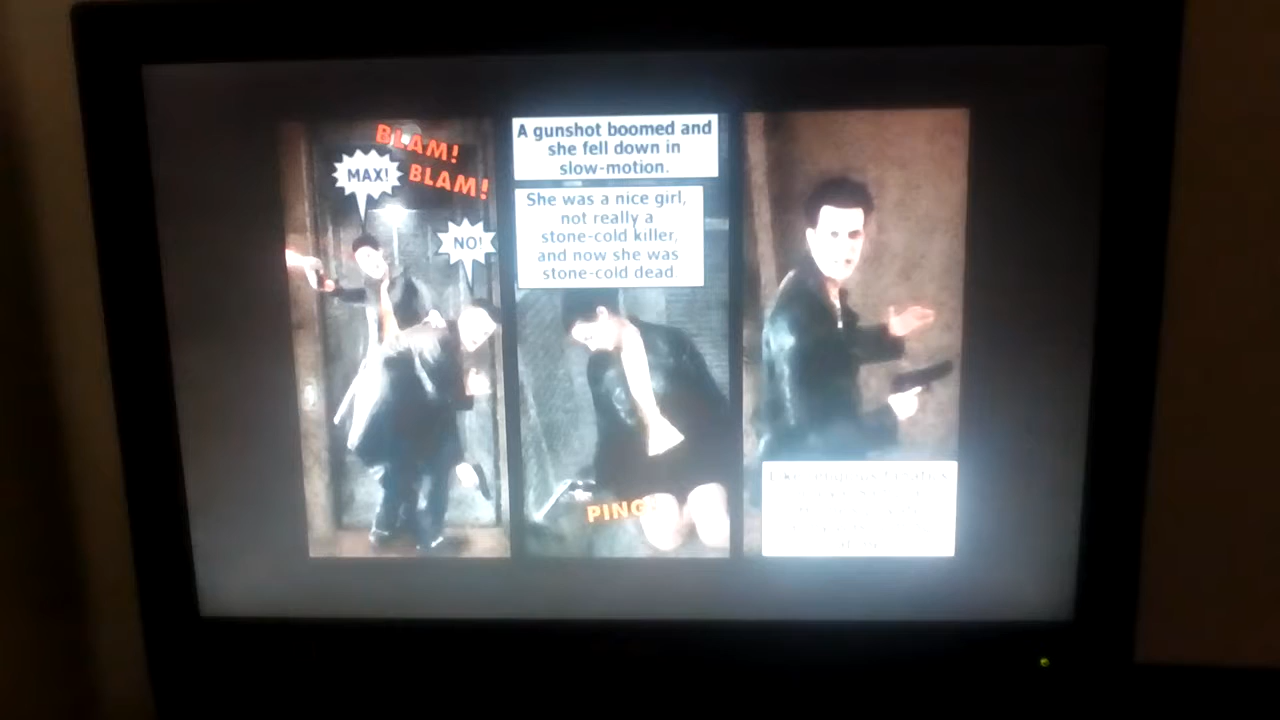 BLAM!
MAX!
BLAM!
NO!
A gunshot boomed and
she fell down in
slow-motion.
She was a nice girl,
not really a
stone-cold killer,
and now she was
stone-cold dead
PING